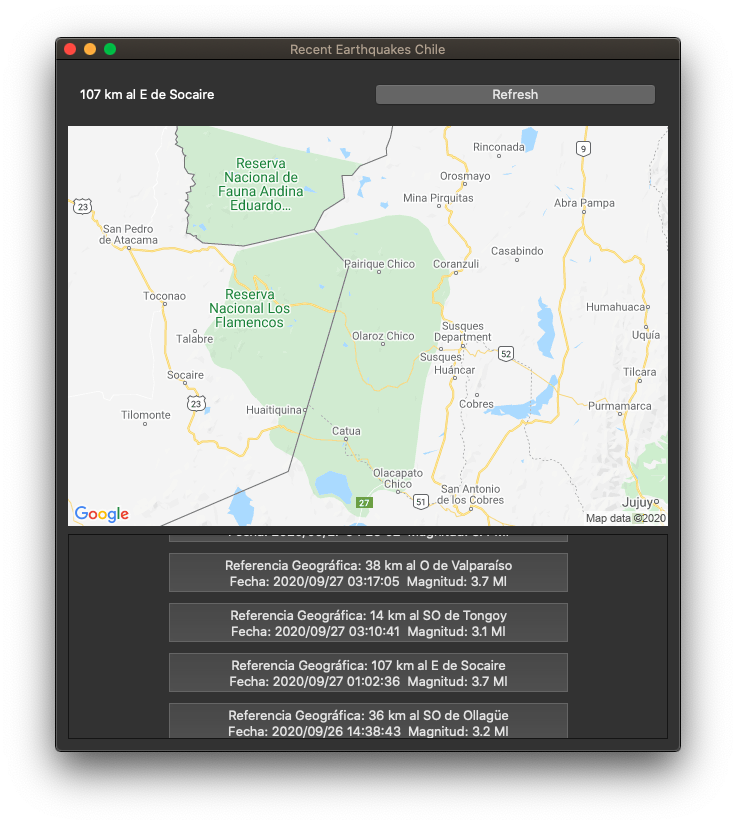 Recent Earthquakes Chile
107 km al E de Socaire
Refresh
Rinconada
9
Reserva
Nacional de
Fauna Andina
Eduardo...
Orosmayo
Mina Pirquitas
Abra Pampa
23
San Pedro
de Atacama
Casabindo
Pairique Chico
Coranzuli
Toconao
Reserva
Nacional Los
Flamencos
Humahuaca
Talabre
Olaroz Chico
Susques
Department
Uquía
52
Susques
Huáncar
Socaire
Tilcara
23
Cobres
Purmamarca
Tilomonte
Huaitiquina
Catua
Olacapato
Chico
27
51
San Antonio
de los Cobres
Jujuy
Google
Map data ©2020
Referencia Geográfica: 38 km al O de Valparaíso
Fecha: 2020/09/27 03:17:05 Magnitud: 3.7 Ml
Referencia Geográfica: 14 km al SO de Tongoy
Fecha: 2020/09/27 03:10:41 Magnitud: 3.1 Ml
Referencia Geográfica: 107 km al E de Socaire
Fecha: 2020/09/27 01:02:36 Magnitud: 3.7 Ml
Referencia Geográfica: 36 km al SO de Ollagüe
Fecha: 2020/09/26 14:38:43 Magnitud: 3.2 Ml